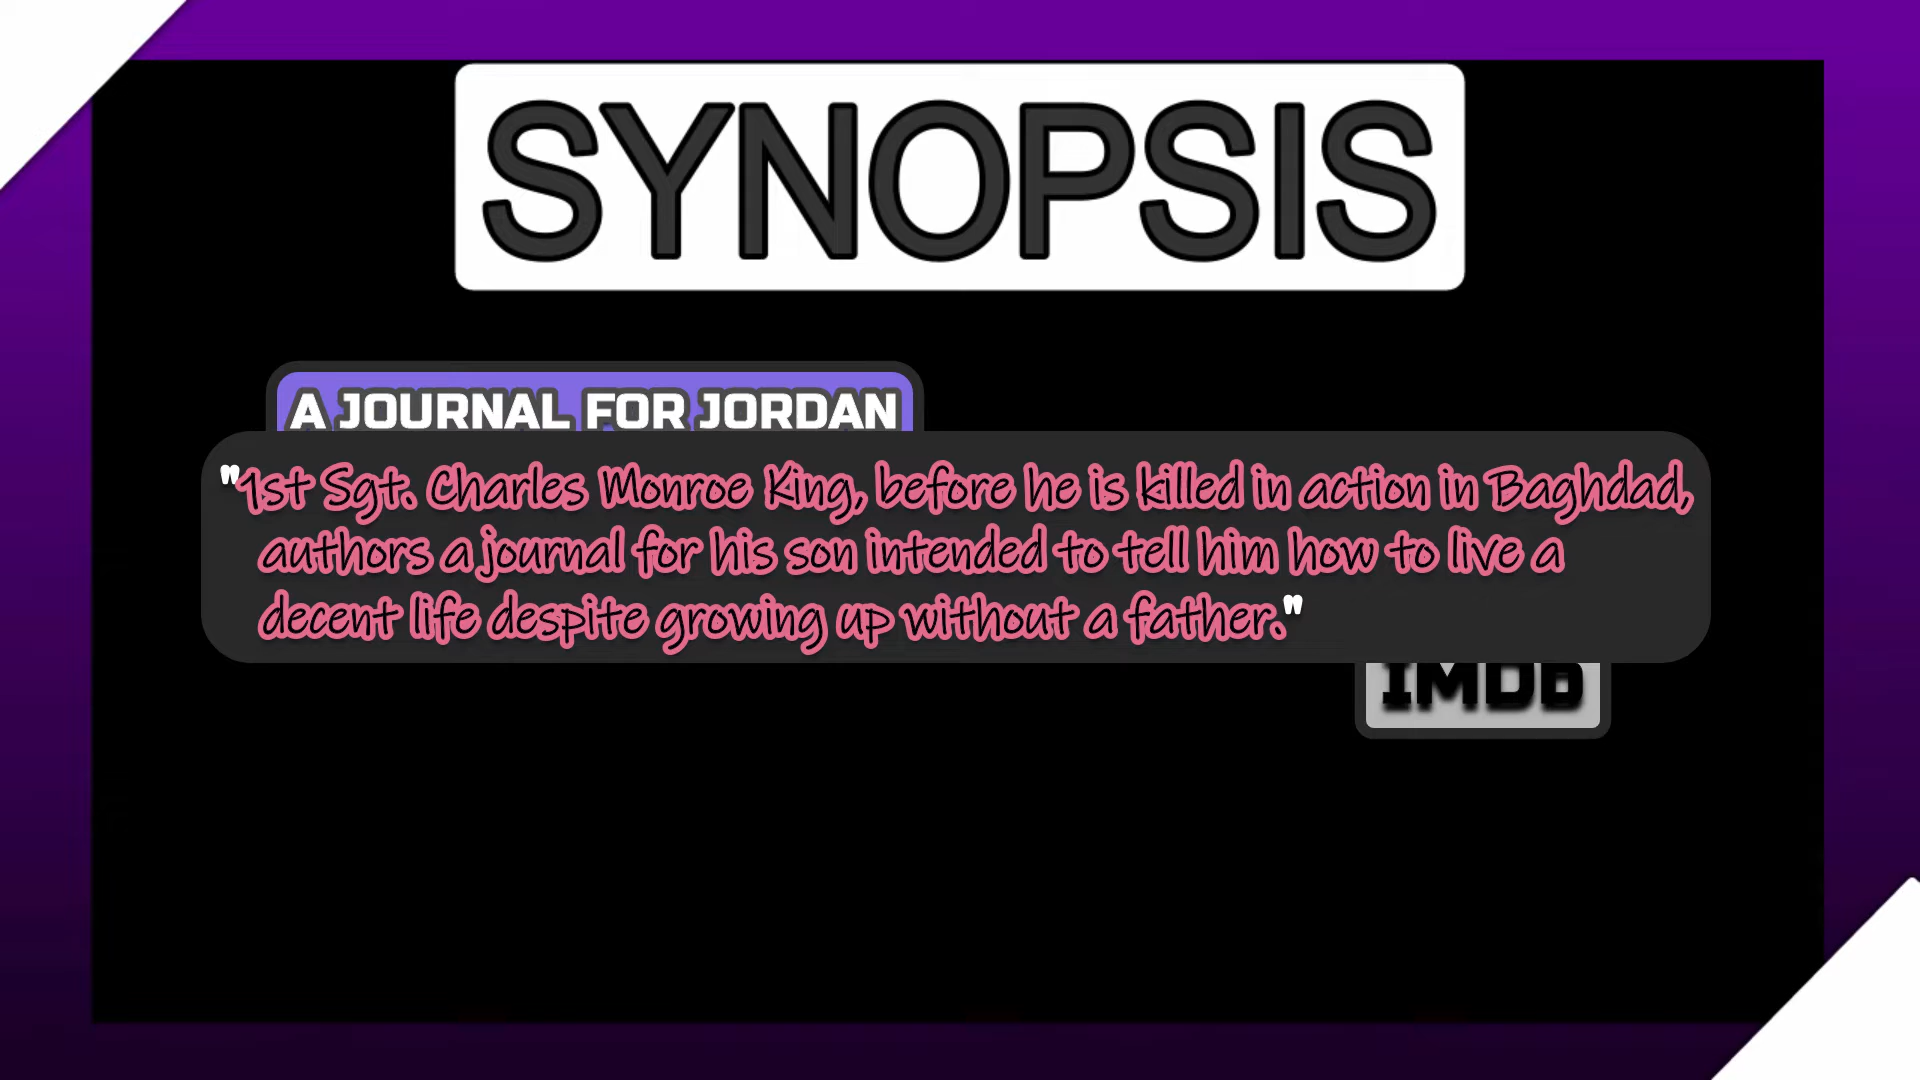 SYNOPSIS
A JOURNAL FOR JORDAN
"1st Sgt. Charles Monroe King, before he is killed in action in Baghdad,
authors a journal for his son intended to tell him how to live a
decent life despite growing up without a father."
IMDb